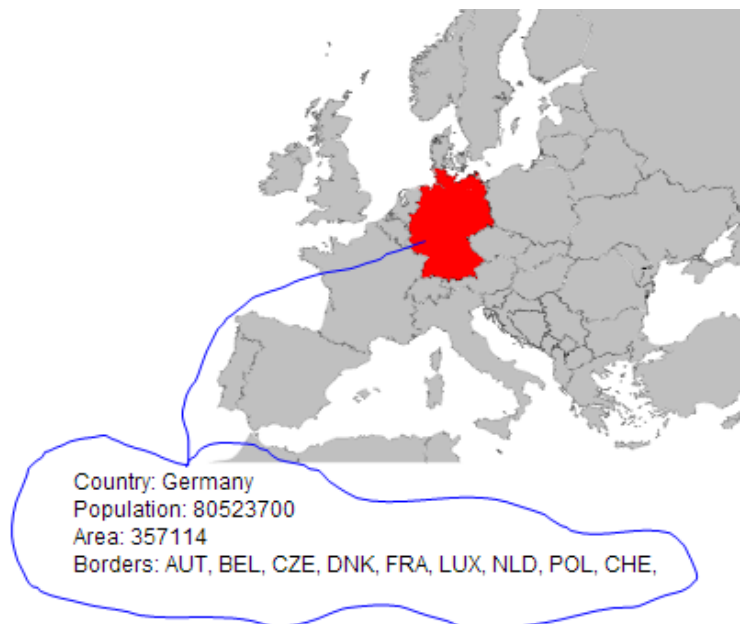 Country: Germany
Population: 80523700
Area: 357114
Borders: AUT, BEL, CZE, DNK, FRA, LUX, NLD, POL, CHE,